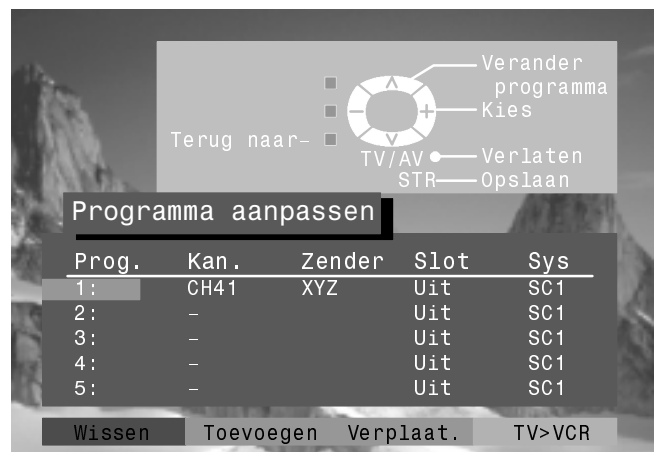 Verander
programma
Kies
Terug naar–
TV/AV Verlaten
STR Opslaan
Programma aanpassen
Prog. Kan. Zender Slot Sys
1: CH41 XYZ Uit SC1
2: – Uit SC1
3: – Uit SC1
4: – Uit SC1
5: – Uit SC1
Wissen Toevoegen Verplaat. TV>VCR